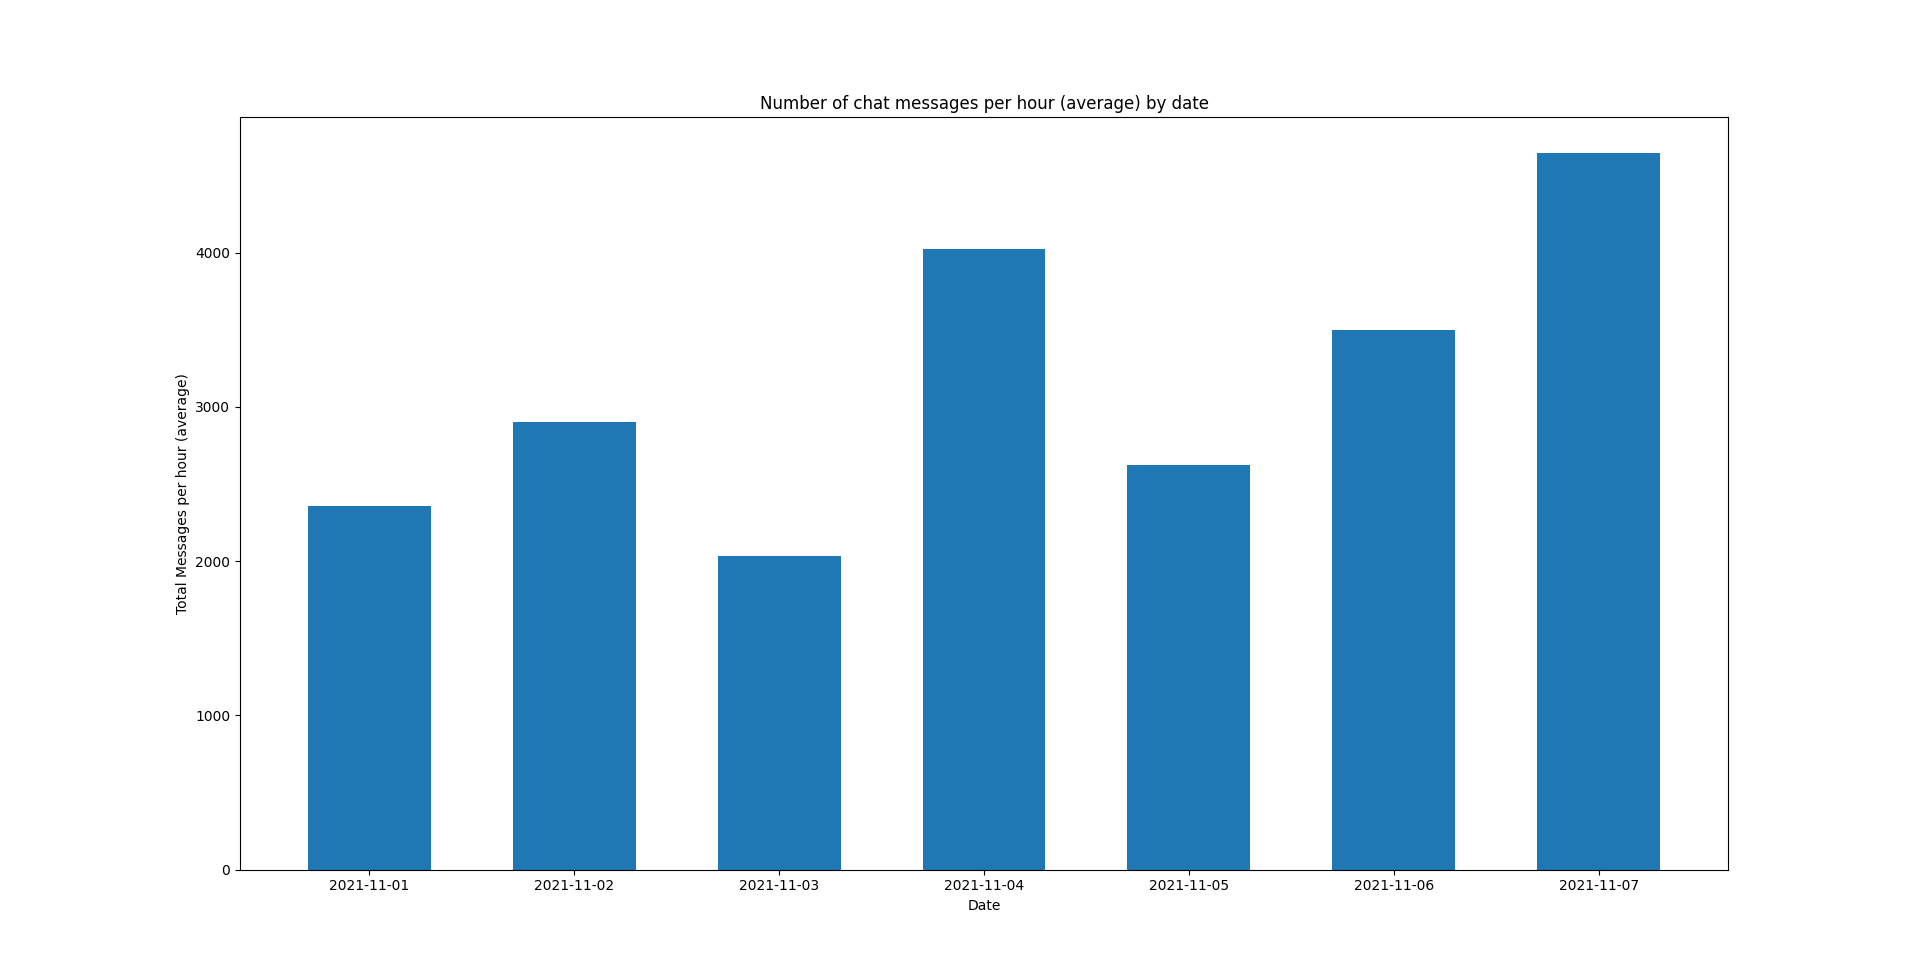 Number of chat messages per hour (average) by date
Total Messages per hour (average)
4000
3000
2000
1000
0
2021-11-01 2021-11-02 2021-11-03 2021-11-04 2021-11-05 2021-11-06 2021-11-07
Date